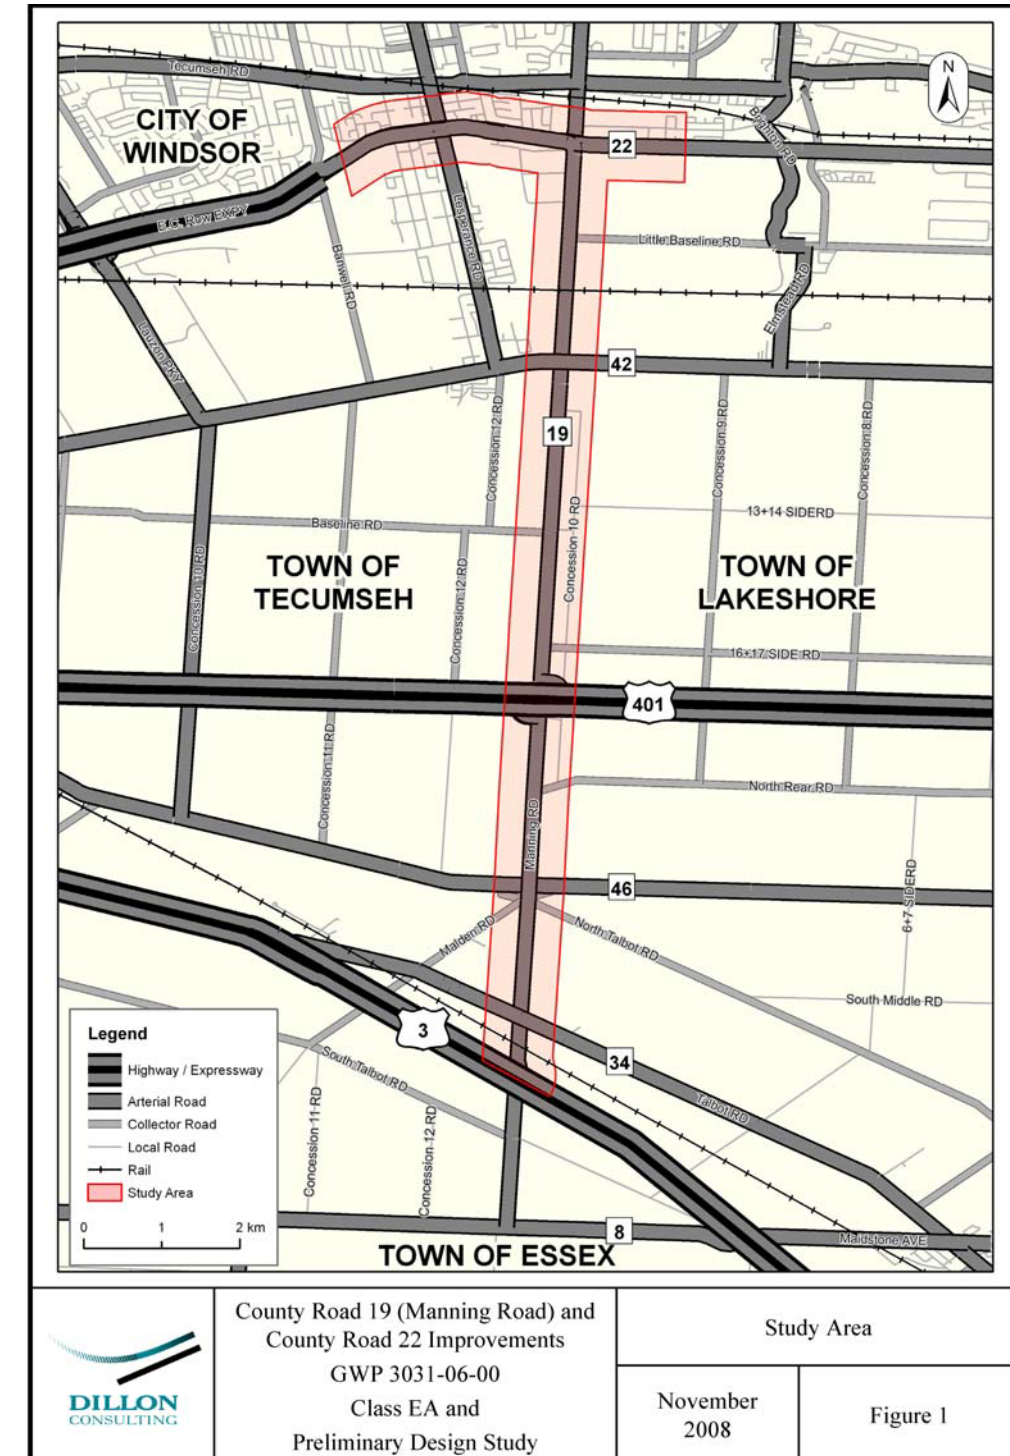 N
Tecumseh RD
CITY OF
WINDSOR
Brighton RD
22
E.C. Row EXPY
Lesperance RD
Banwell RD
Little Baseline RD
Elmstead RD
Lauzon PKY
42
19
Concession 12 RD
Concession 9 RD
Concession 8 RD
13+14 SIDERD
Baseline RD
Concession 10 RD
TOWN OF
TECUMSEH
TOWN OF
LAKESHORE
Concession 10 RD
Concession 12 RD
16+17 SIDE RD
401
Concession 11 RD
North Rear RD
Manning RD
46
6+7 SIDERD
Malden RD
North Talbot RD
South Middle RD
3
34
South Talbot RD
Talbot RD
Concession 11 RD
Concession 12 RD
8
Maidstone AVE
TOWN OF ESSEX
Legend
Highway / Expressway
Arterial Road
Collector Road
Local Road
Rail
Study Area
0 1 2 km
DILLON
CONSULTING
County Road 19 (Manning Road) and
County Road 22 Improvements
GWP 3031-06-00
Class EA and
Preliminary Design Study
Study Area
November
2008
Figure 1